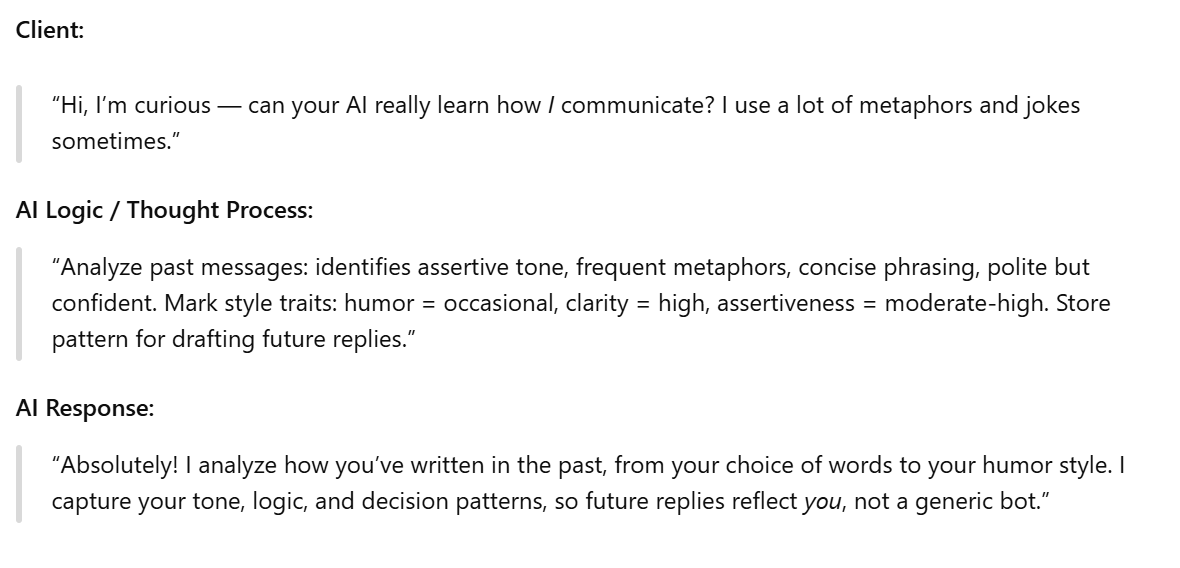 Client:
“Hi, I’m curious — can your AI really learn how I communicate? I use a lot of metaphors and jokes
sometimes.”
AI Logic / Thought Process:
“Analyze past messages: identifies assertive tone, frequent metaphors, concise phrasing, polite but
confident. Mark style traits: humor = occasional, clarity = high, assertiveness = moderate-high. Store
pattern for drafting future replies.”
AI Response:
“Absolutely! I analyze how you’ve written in the past, from your choice of words to your humor style. I
capture your tone, logic, and decision patterns, so future replies reflect you, not a generic bot.”